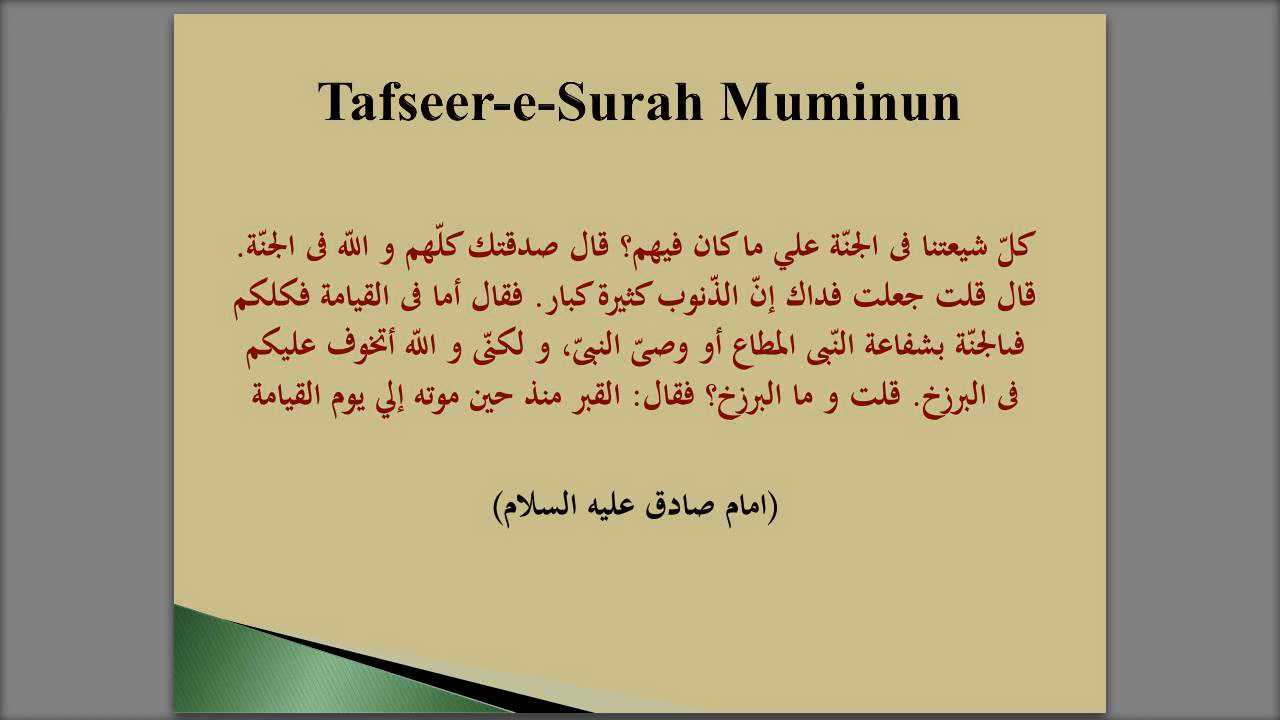 Tafseer-e-Surah Muminun
كلّ شيعتنا فى الجنّة علي ما كان فيهم؟ قال صدقتك كلّهم و اللّه فى الجنّة.
قال قلت جعلت فداك إنّ الذّنوب كثيرة كبار. فقال أما فى القيامة فكلكم
فىالجنّة بشفاعة النّبى المطاع أو وصىّ النبىّ، و لكنّى و اللّه أتخوف عليكم
فى البرزخ. قلت و ما البرزخ؟ فقال: القبر منذ حين موته إلي يوم القيامة
(امام صادق عليه السلام)